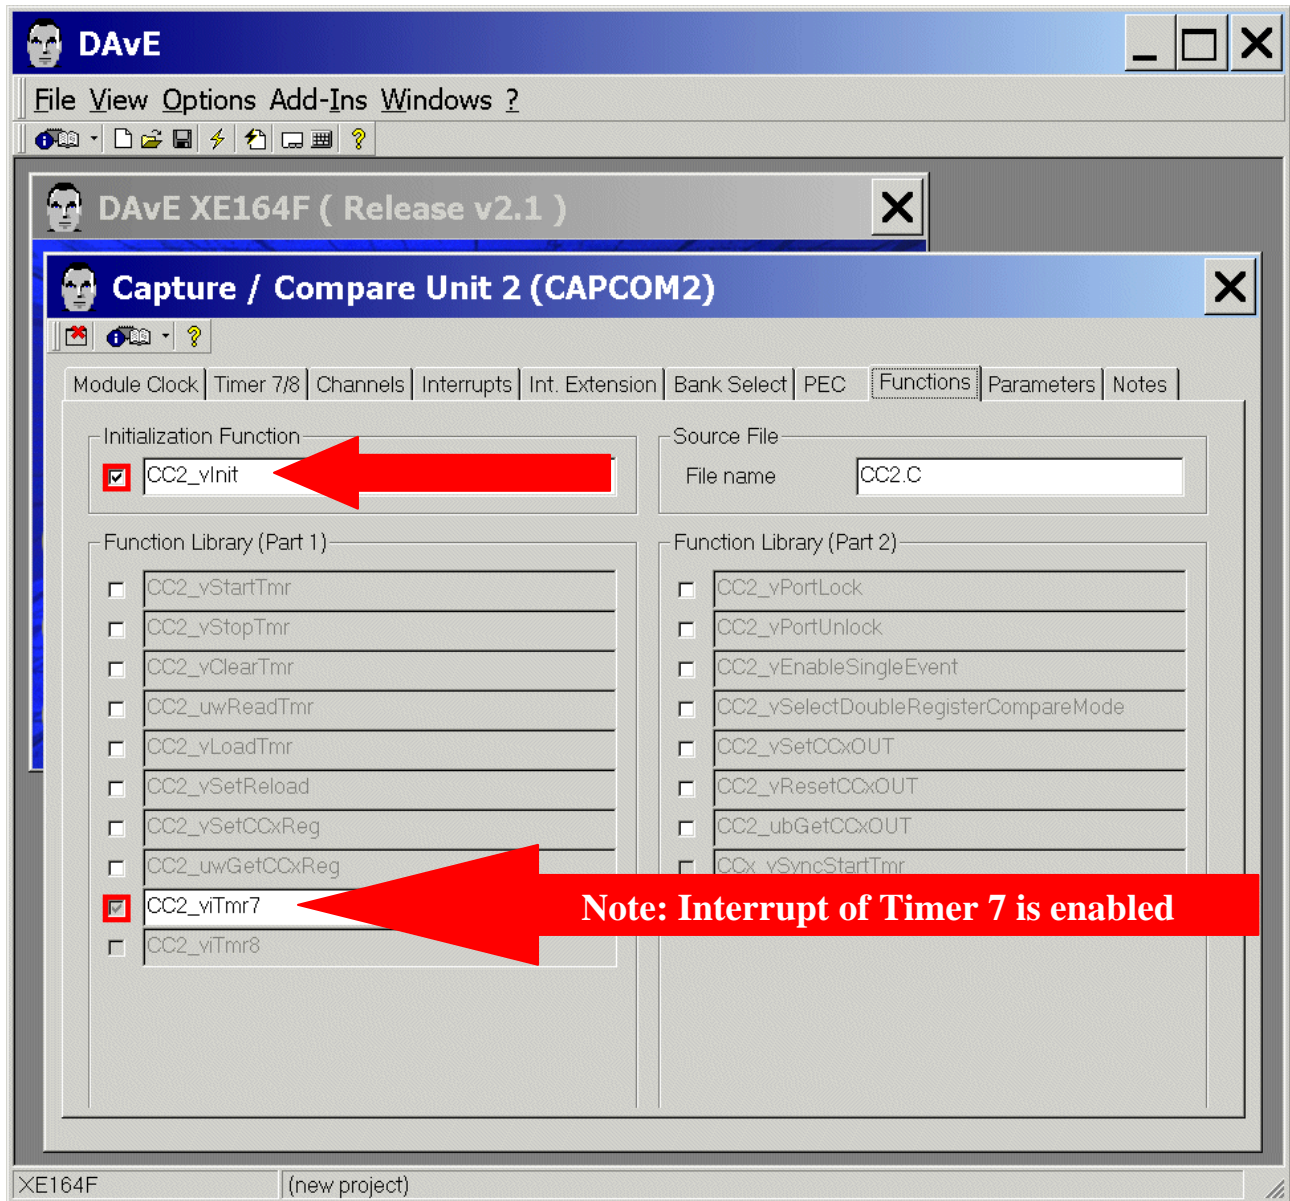 DAvE
File View Options Add-Ins Windows ?
DAvE XE164F ( Release v2.1 )
Capture / Compare Unit 2 (CAPCOM2)
Module Clock Timer 7/8 Channels Interrupts Int. Extension Bank Select PEC Functions Parameters Notes
Initialization Function
CC2_vInit
Source File
File name CC2.C
Function Library (Part 1)
CC2_vStartTmr
CC2_vStopTmr
CC2_vClearTmr
CC2_uwReadTmr
CC2_vLoadTmr
CC2_vSetReload
CC2_vSetCCxReg
CC2_uwGetCCxReg
CC2_viTmr7
CC2_viTmr8
Function Library (Part 2)
CC2_vPortLock
CC2_vPortUnlock
CC2_vEnableSingleEvent
CC2_vSelectDoubleRegisterCompareMode
CC2_vSetCCxOUT
CC2_vResetCCxOUT
CC2_ubGetCCxOUT
CCx_vSyncStartTmr
Note: Interrupt of Timer 7 is enabled
XE164F (new project)